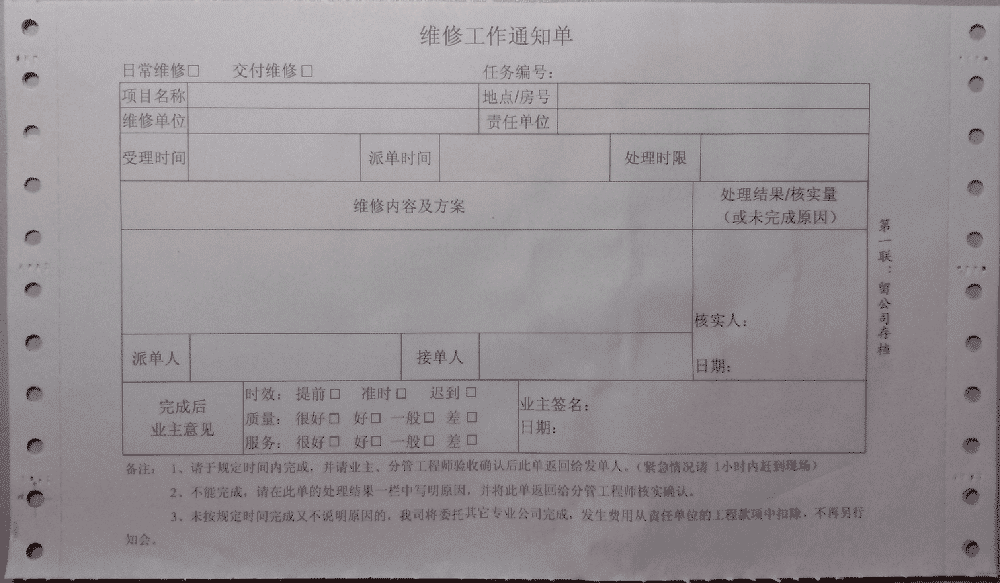 维修工作通知单
日常维修□ 交付维修□ 任务编号：
项目名称 地点/房号
维修单位 责任单位
受理时间 派单时间 处理时限
维修内容及方案 处理结果/核实量
（或未完成原因）
核实人：
派单人 接单人 日期：
完成后
业主意见
时效： 提前□ 准时□ 迟到□
质量： 很好□ 好□ 一般□ 差□
服务： 很好□ 好□ 一般□ 差□
业主签名：
日期：
备注： 1、请于规定时间内完成，并请业主、分管工程师验收确认后此单返回给发单人。（紧急情况请 1小时内赶到现场）
2、不能完成，请在此单的处理结果一栏中写明原因，并将此单返回给分管工程师核实确认。
3、未按规定时间完成又不说明原因的，我司将委托其它专业公司完成，发生费用从责任单位的工程款项中扣除，不再另行
知会。
第一联：留公司存档